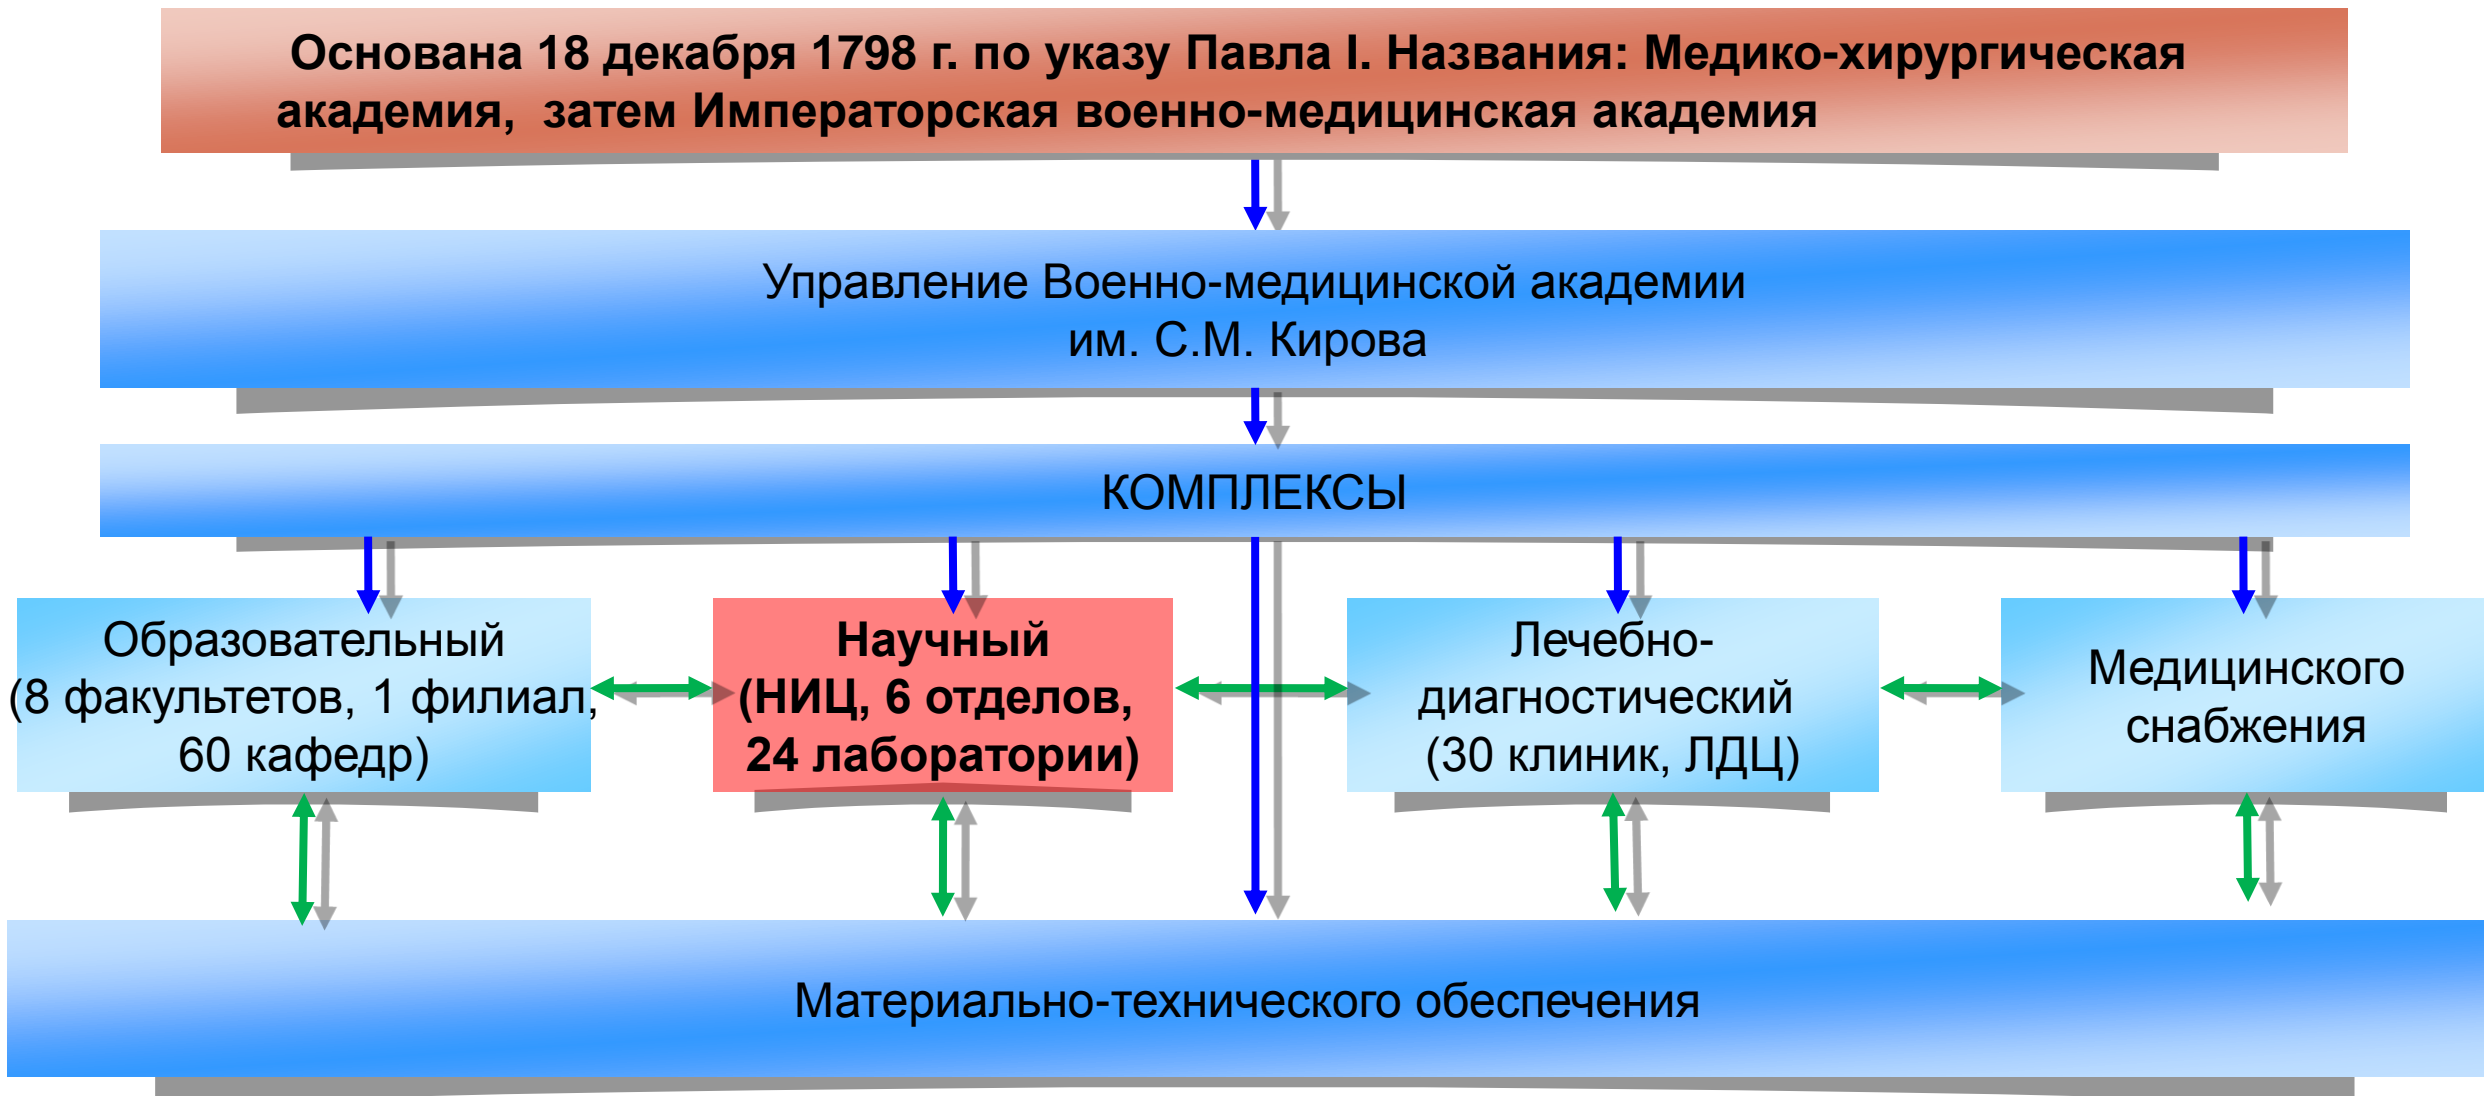 Основана 18 декабря 1798 г. по указу Павла I. Названия: Медико-хирургическая
академия, затем Императорская военно-медицинская академия
Управление Военно-медицинской академии
им. С.М. Кирова
КОМПЛЕКСЫ
Образовательный
(8 факультетов, 1 филиал,
60 кафедр)
Научный
(НИЦ, 6 отделов,
24 лаборатории)
Лечебно-
диагностический
(30 клиник, ЛДЦ)
Медицинского
снабжения
Материально-технического обеспечения